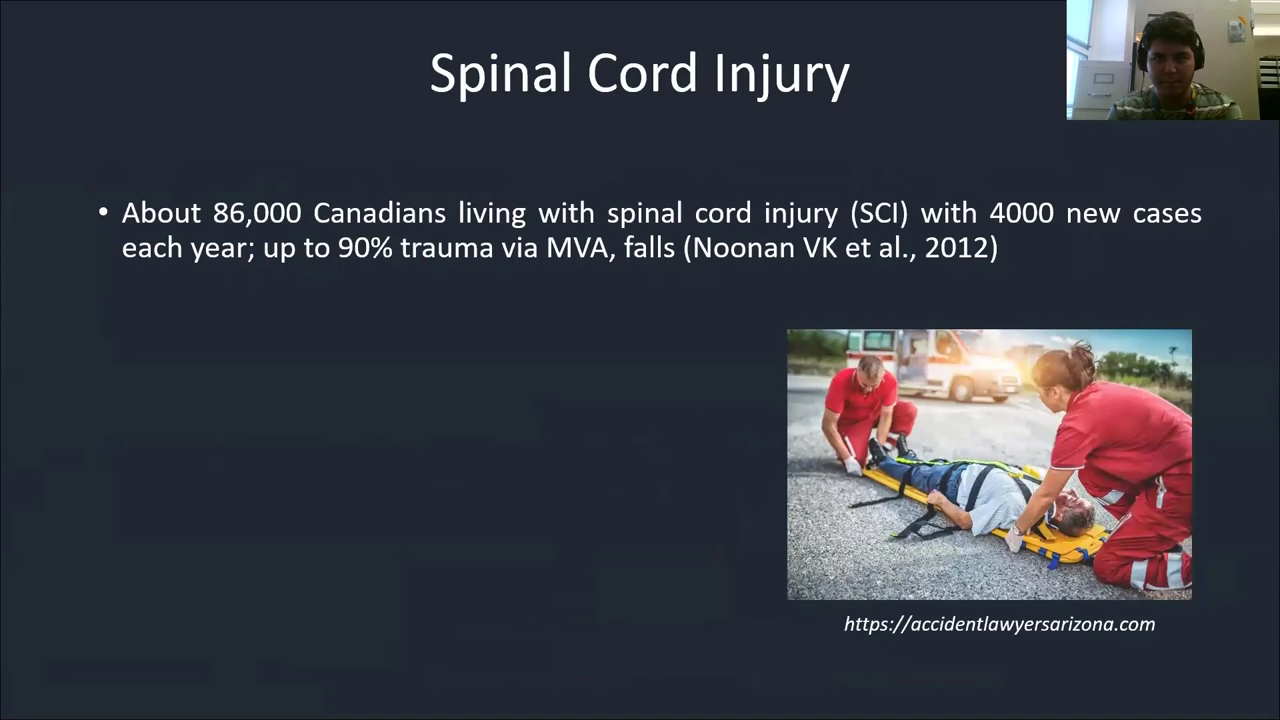 Spinal Cord Injury
• About 86,000 Canadians living with spinal cord injury (SCI) with 4000 new cases
each year; up to 90% trauma via MVA, falls (Noonan VK et al., 2012)
https://accidentlawyersarizona.com